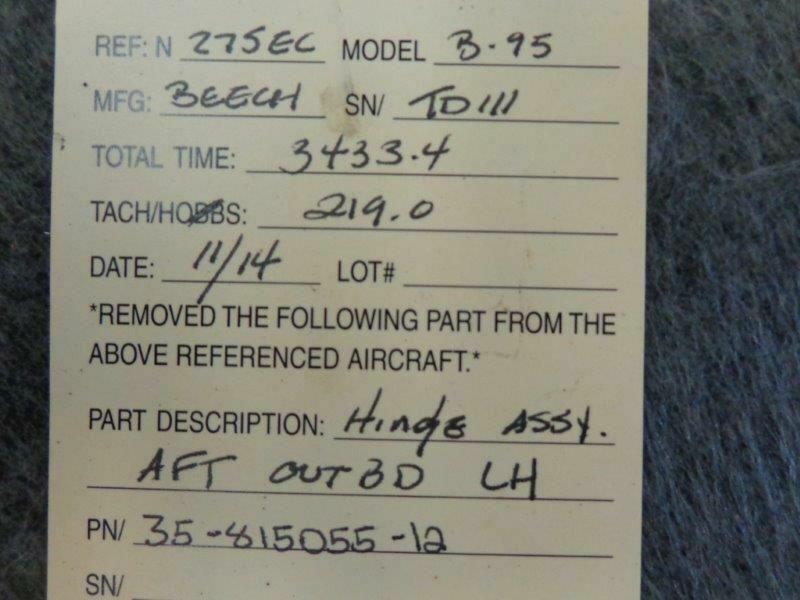 REF: N 275EC MODEL B-95
MFG: BEECH SN/ TD111
TOTAL TIME: 3433.4
TACH/HOBBS: 219.0
DATE: 11/14 LOT#
*REMOVED THE FOLLOWING PART FROM THE
ABOVE REFERENCED AIRCRAFT.*
PART DESCRIPTION: Hinge ASSY.
AFT OUTBD LH
PN/ 35-815055-12
SN/